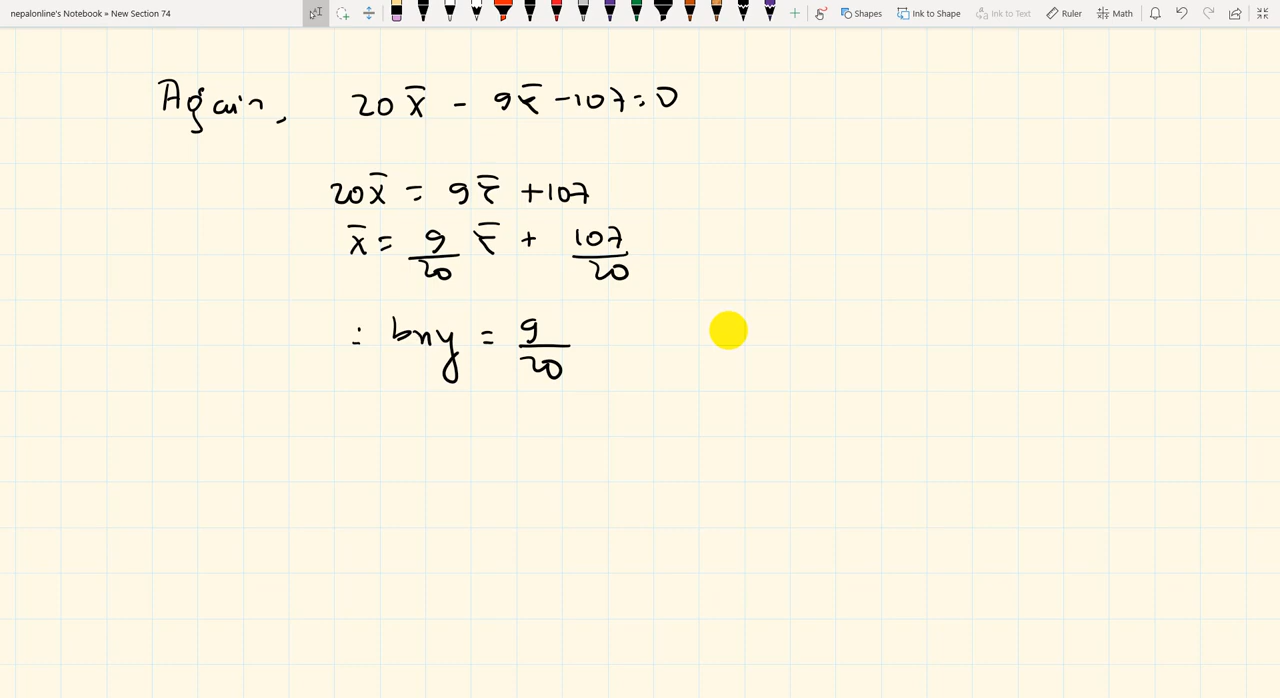 nepalonline's Notebook » New Section 74
Shapes Ink to Shape Ink to Text Ruler Math
Again, 20x̄ - 9ȳ - 107 = 0
20x̄ = 9ȳ + 107
x̄ = 9/20 ȳ + 107/20
∴ bxy = 9/20